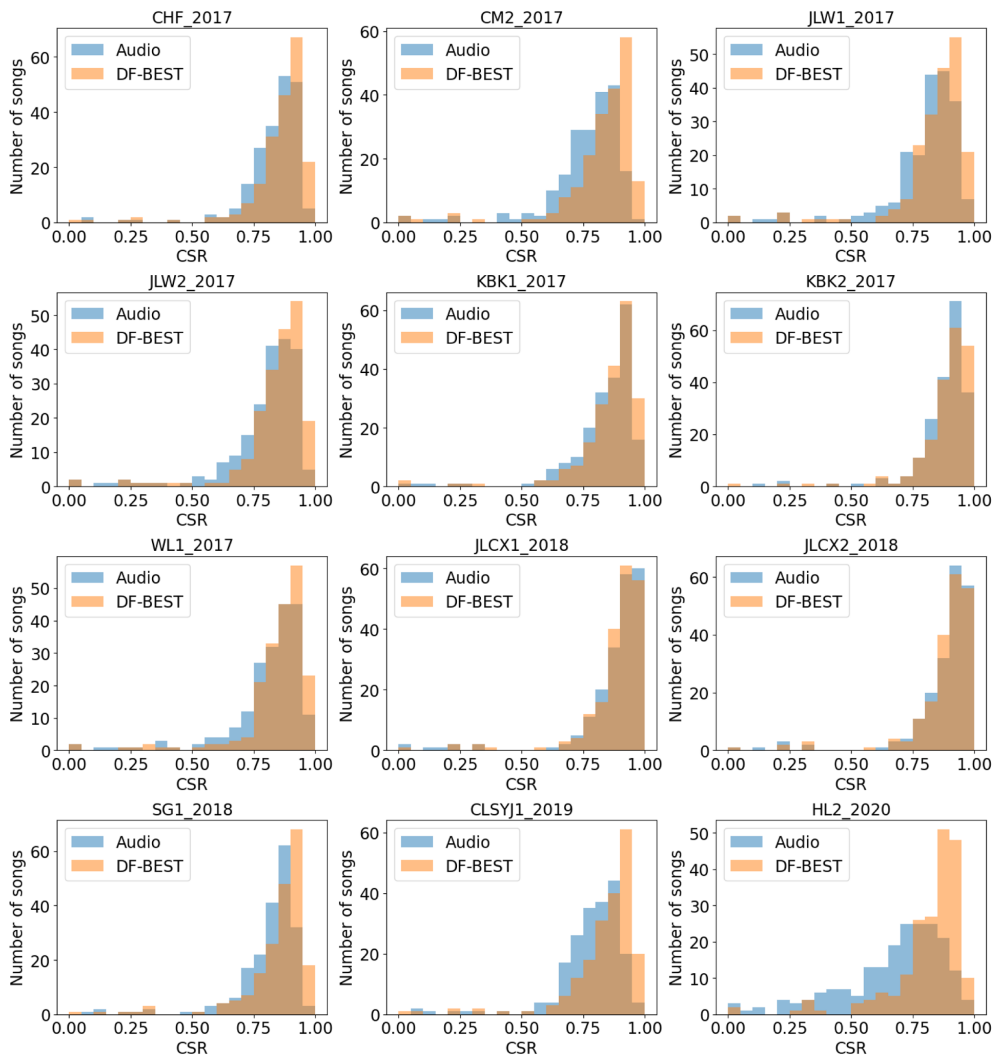 CHF_2017
Number of songs
60
40
20
0
Audio
DF-BEST
0.00 0.25 0.50 0.75 1.00
CSR
CM2_2017
Number of songs
60
40
20
0
Audio
DF-BEST
0.00 0.25 0.50 0.75 1.00
CSR
JLW1_2017
Number of songs
50
40
30
20
10
0
Audio
DF-BEST
0.00 0.25 0.50 0.75 1.00
CSR
JLW2_2017
Number of songs
50
40
30
20
10
0
Audio
DF-BEST
0.00 0.25 0.50 0.75 1.00
CSR
KBK1_2017
Number of songs
60
40
20
0
Audio
DF-BEST
0.00 0.25 0.50 0.75 1.00
CSR
KBK2_2017
Number of songs
60
40
20
0
Audio
DF-BEST
0.00 0.25 0.50 0.75 1.00
CSR
WL1_2017
Number of songs
50
40
30
20
10
0
Audio
DF-BEST
0.00 0.25 0.50 0.75 1.00
CSR
JLCX1_2018
Number of songs
60
40
20
0
Audio
DF-BEST
0.00 0.25 0.50 0.75 1.00
CSR
JLCX2_2018
Number of songs
60
40
20
0
Audio
DF-BEST
0.00 0.25 0.50 0.75 1.00
CSR
SG1_2018
Number of songs
60
40
20
0
Audio
DF-BEST
0.00 0.25 0.50 0.75 1.00
CSR
CLSYJ1_2019
Number of songs
60
40
20
0
Audio
DF-BEST
0.00 0.25 0.50 0.75 1.00
CSR
HL2_2020
Number of songs
50
40
30
20
10
0
Audio
DF-BEST
0.00 0.25 0.50 0.75 1.00
CSR